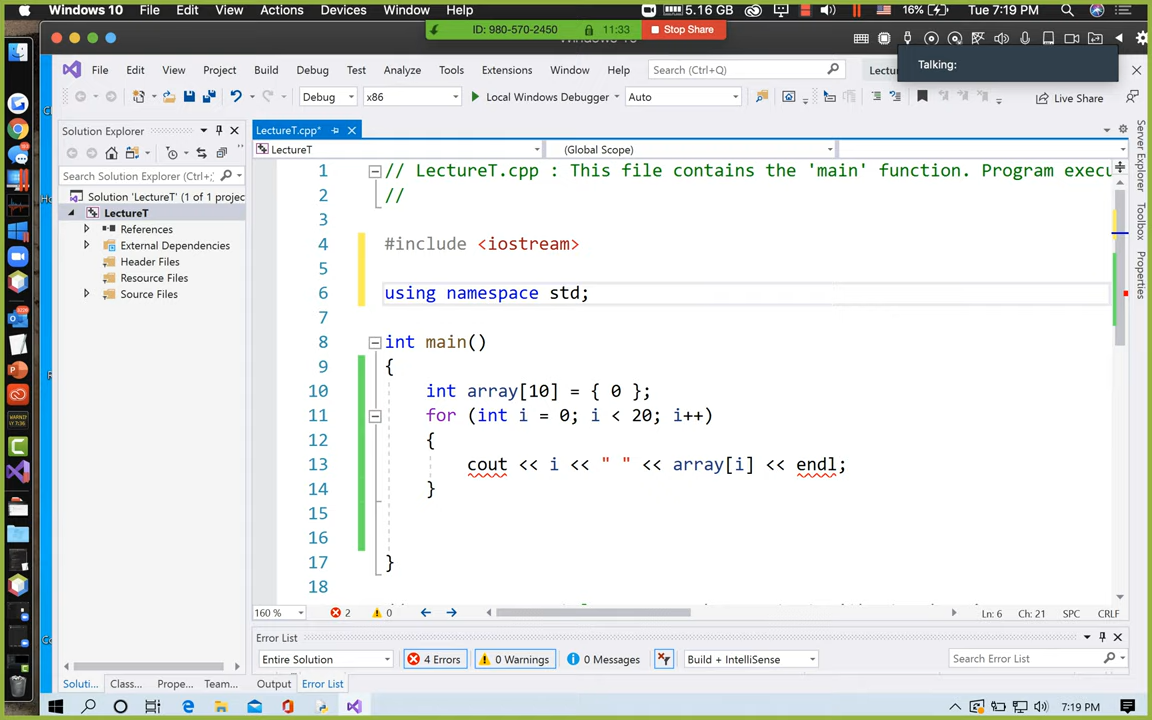 Windows 10 File Edit View Actions Devices Window Help 5.16 GB 16% Tue 7:19 PM
ID: 980-570-2450 11:33 Stop Share
Talking:
File Edit View Project Build Debug Test Analyze Tools Extensions Window Help Search (Ctrl+Q) Lectu
Debug x86 Local Windows Debugger Auto Live Share
Solution Explorer
Search Solution Explorer (Ctrl+;
Solution 'LectureT' (1 of 1 projec
LectureT
References
External Dependencies
Header Files
Resource Files
Source Files
LectureT.cpp*
LectureT (Global Scope)
1 // LectureT.cpp : This file contains the 'main' function. Program execu
2 //
3
4 #include <iostream>
5
6 using namespace std;
7
8 int main()
9 {
10 int array[10] = { 0 };
11 for (int i = 0; i < 20; i++)
12 {
13 cout << i << " " << array[i] << endl;
14 }
15
16
17 }
18
160 % 2 0 Ln: 6 Ch: 21 SPC CRLF
Error List
Entire Solution 4 Errors 0 Warnings 0 Messages Build + IntelliSense Search Error List
Soluti... Class... Prope... Team... Output Error List
Server Explorer
Toolbox
Properties
7:19 PM